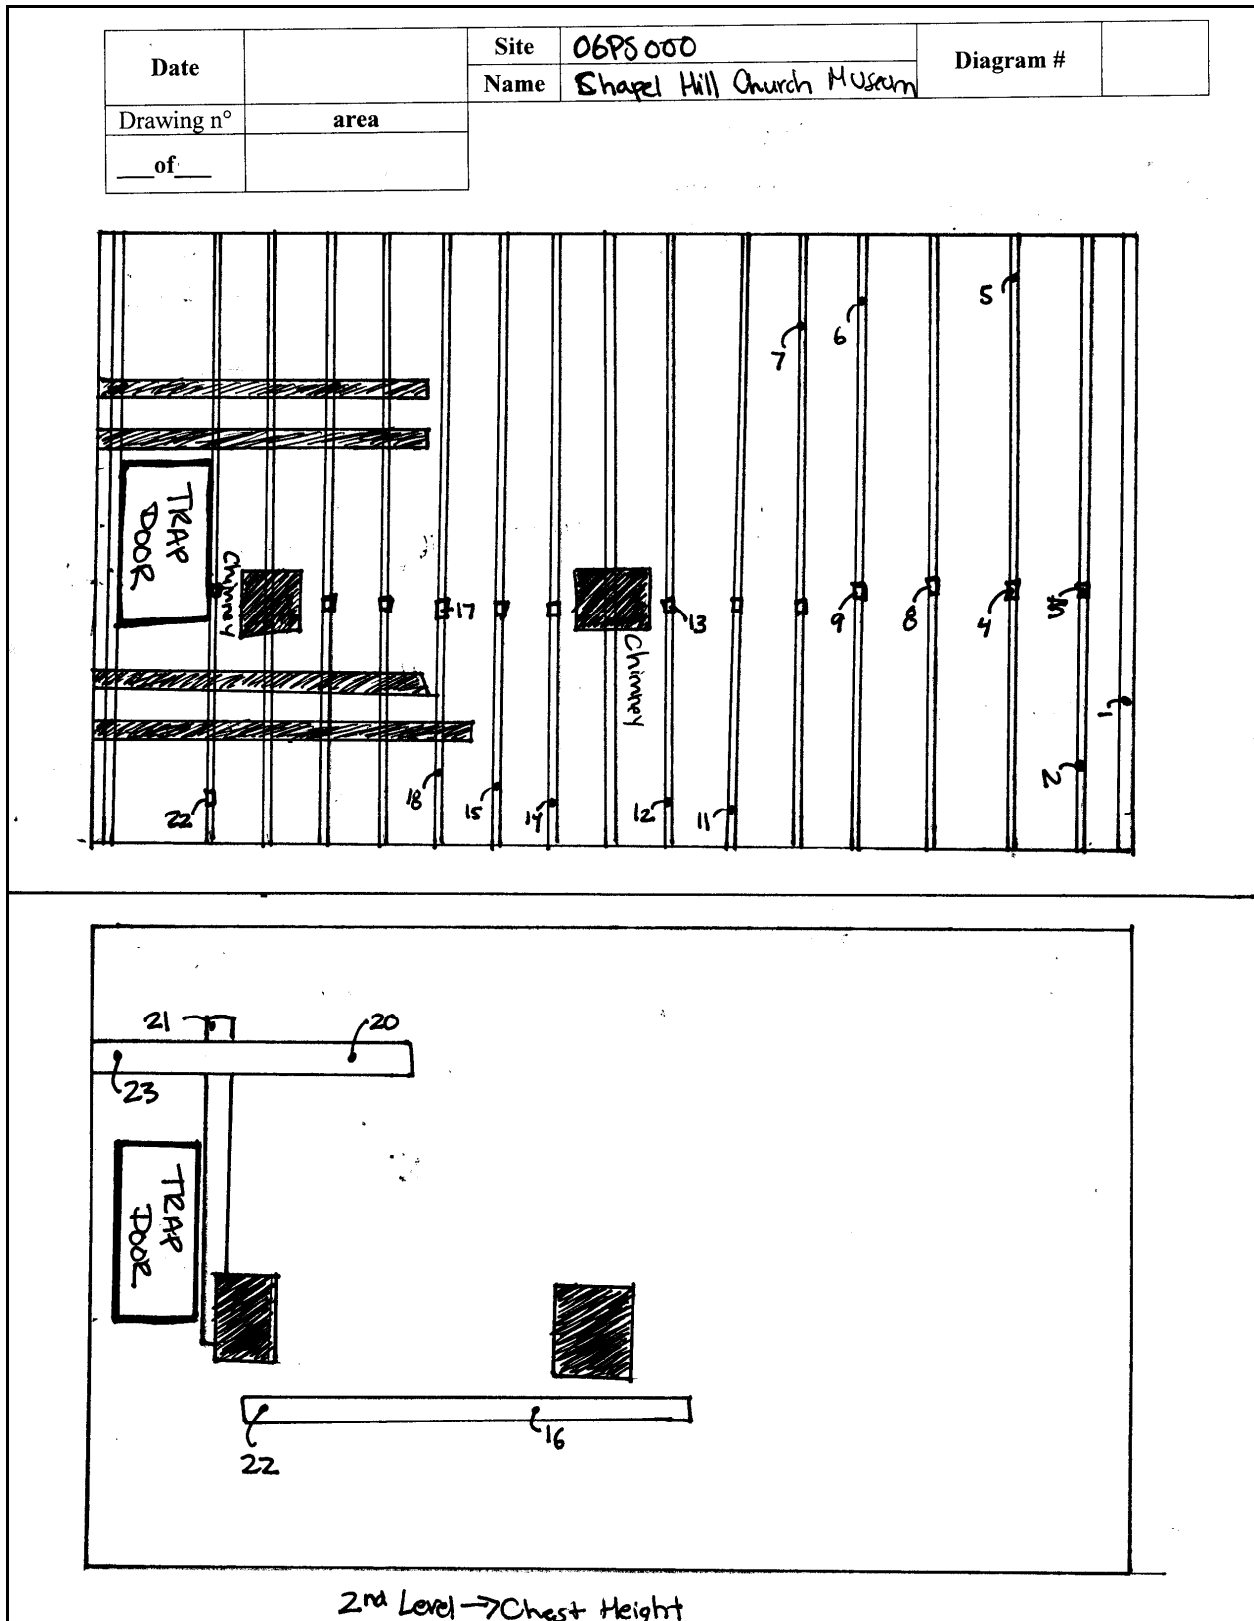 Date
Site 06PS000
Name Shapel Hill Church Museum
Diagram #
Drawing n° area
___of___
5
6
7
TRAP
DOOR
Chimney
17
13
9
8
4
Chimney
1
2
18
15
14
12
11
22
21
20
23
TRAP
DOOR
16
22
2nd Level → Chest Height